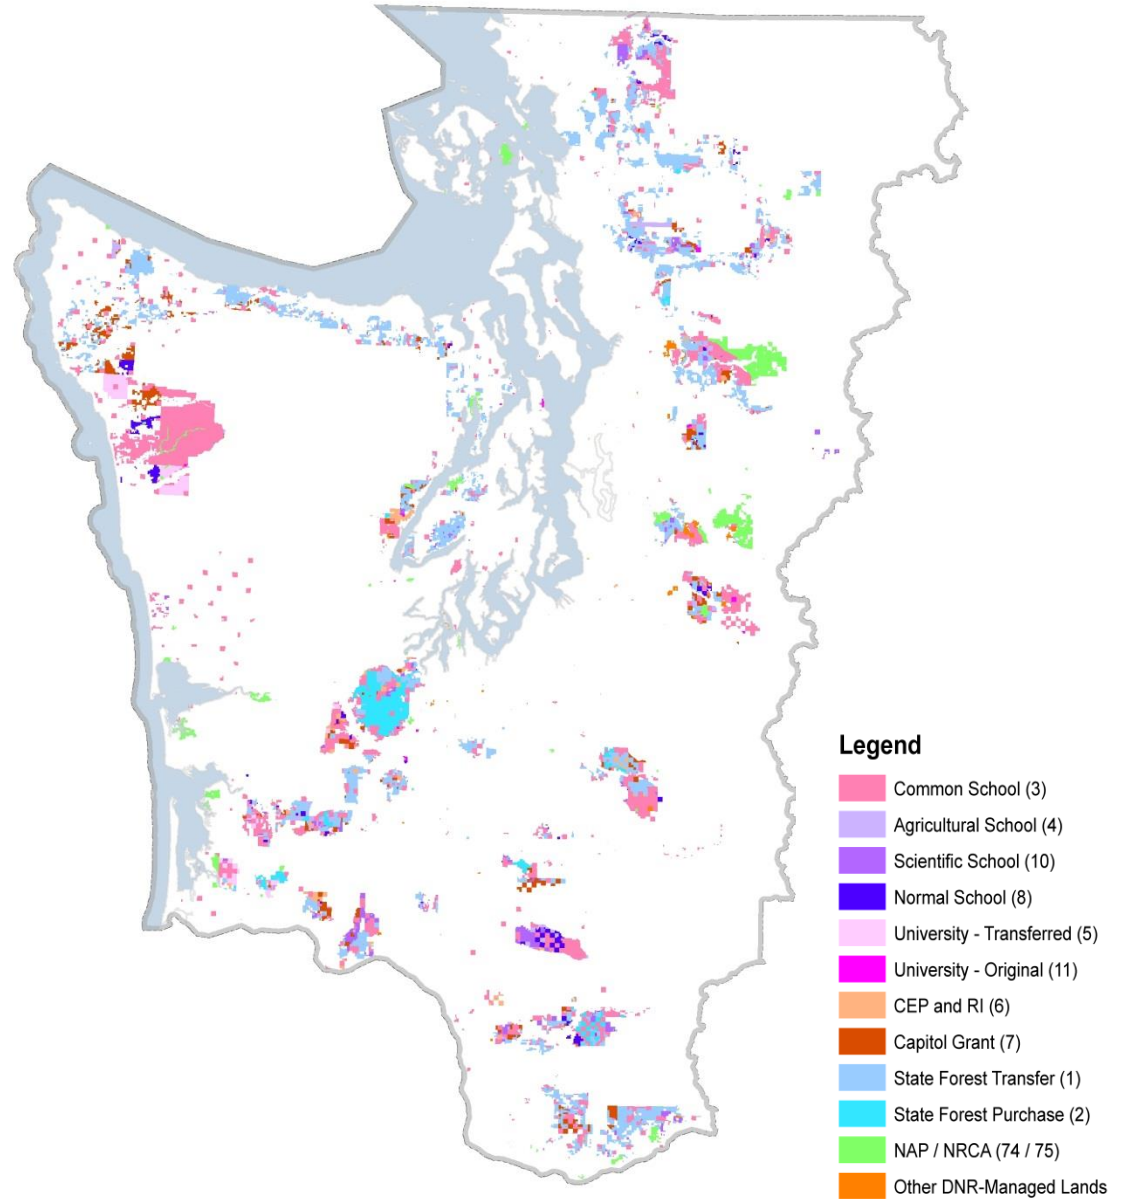 Legend
Common School (3)
Agricultural School (4)
Scientific School (10)
Normal School (8)
University - Transferred (5)
University - Original (11)
CEP and RI (6)
Capitol Grant (7)
State Forest Transfer (1)
State Forest Purchase (2)
NAP / NRCA (74 / 75)
Other DNR-Managed Lands